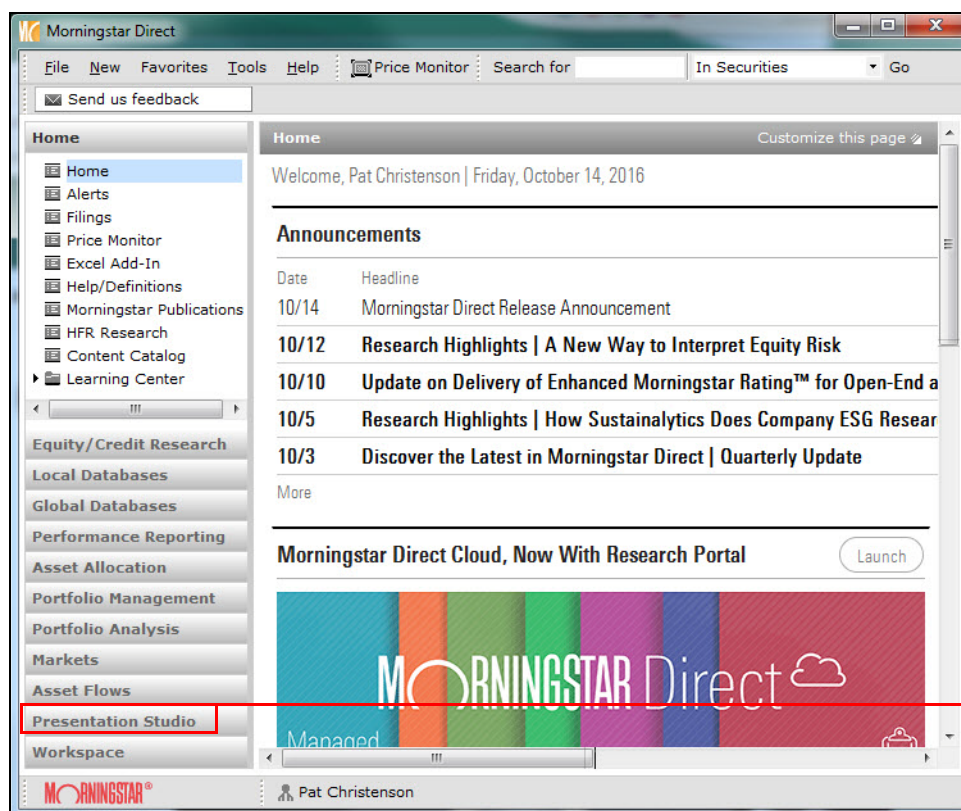 Morningstar Direct
File New Favorites Tools Help Price Monitor Search for In Securities Go
Send us feedback
Home
Home
Alerts
Filings
Price Monitor
Excel Add-In
Help/Definitions
Morningstar Publications
HFR Research
Content Catalog
Learning Center
Equity/Credit Research
Local Databases
Global Databases
Performance Reporting
Asset Allocation
Portfolio Management
Portfolio Analysis
Markets
Asset Flows
Presentation Studio
Workspace
Home Customize this page
Welcome, Pat Christenson | Friday, October 14, 2016
Announcements
Date Headline
10/14 Morningstar Direct Release Announcement
10/12 Research Highlights | A New Way to Interpret Equity Risk
10/10 Update on Delivery of Enhanced Morningstar Rating™ for Open-End a
10/5 Research Highlights | How Sustainalytics Does Company ESG Resear
10/3 Discover the Latest in Morningstar Direct | Quarterly Update
More
Morningstar Direct Cloud, Now With Research Portal Launch
MORNINGSTAR Direct
Managed
MORNINGSTAR® Pat Christenson